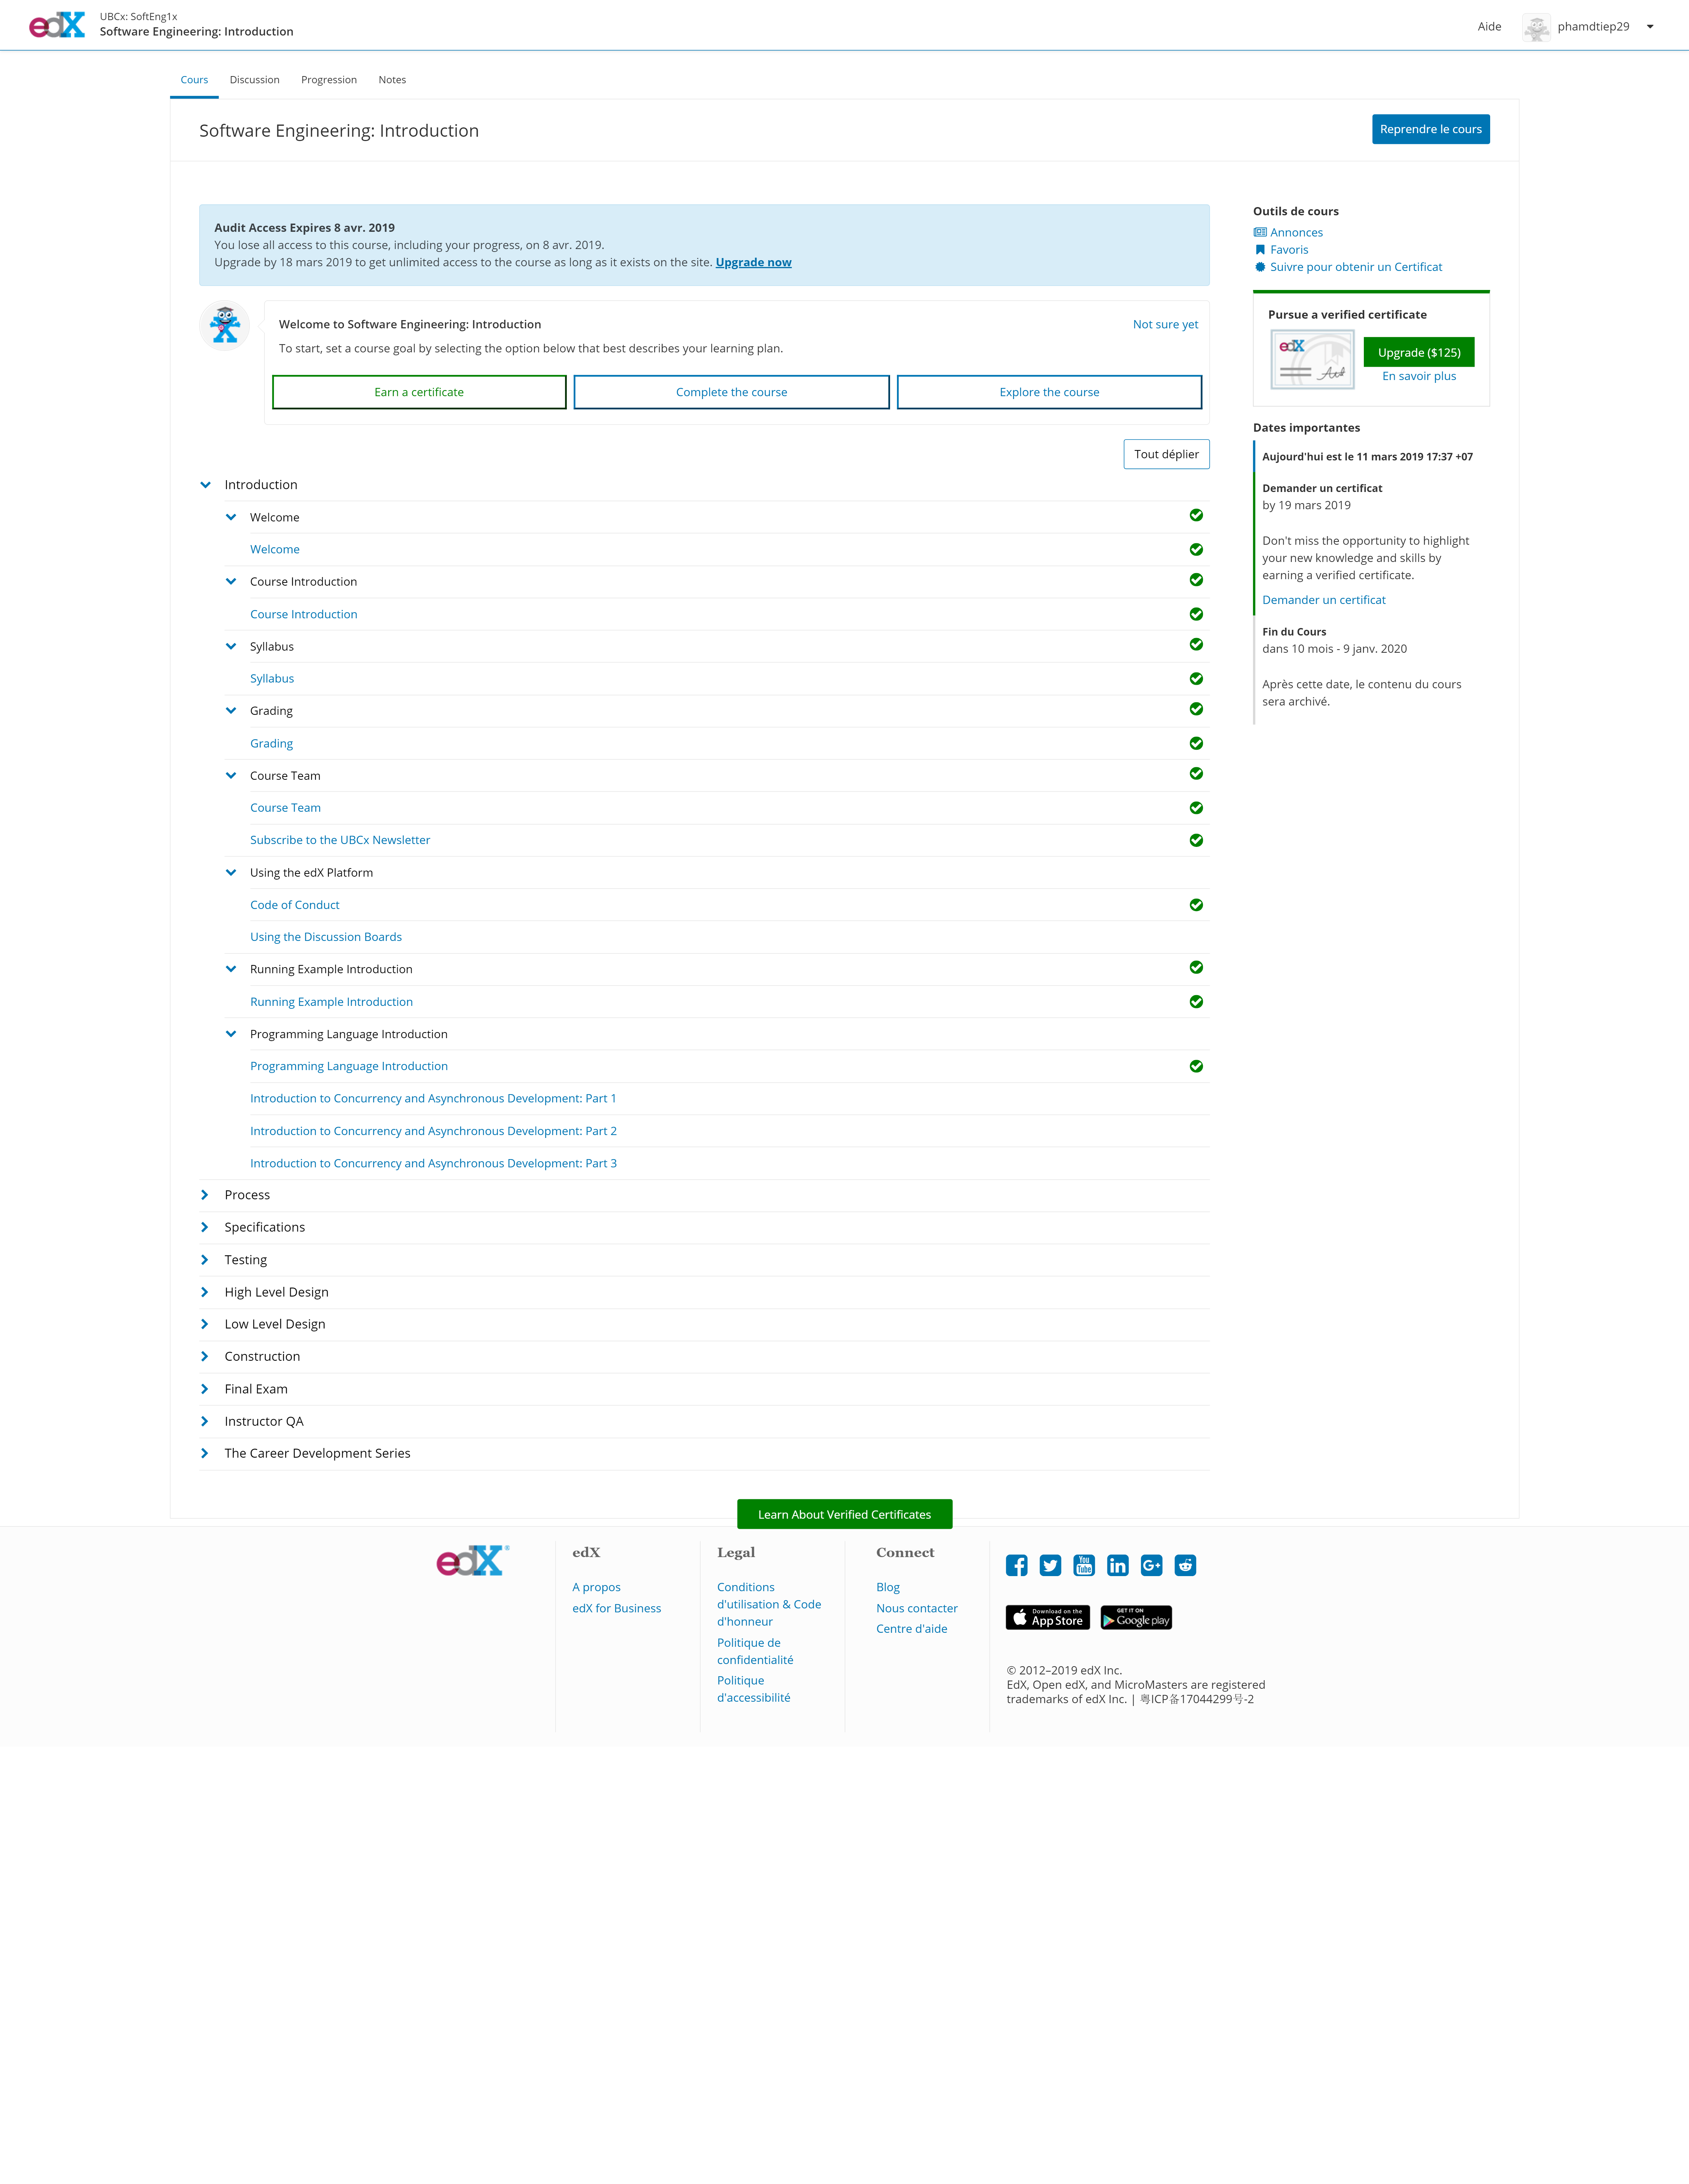 edX
UBCx: SoftEng1x
Software Engineering: Introduction
Aide
phamdtiep29
Cours
Discussion
Progression
Notes
Software Engineering: Introduction
Reprendre le cours
Audit Access Expires 8 avr. 2019
You lose all access to this course, including your progress, on 8 avr. 2019.
Upgrade by 18 mars 2019 to get unlimited access to the course as long as it exists on the site. Upgrade now
Welcome to Software Engineering: Introduction
Not sure yet
To start, set a course goal by selecting the option below that best describes your learning plan.
Earn a certificate
Complete the course
Explore the course
Tout déplier
Introduction
Welcome
Welcome
Course Introduction
Course Introduction
Syllabus
Syllabus
Grading
Grading
Course Team
Course Team
Subscribe to the UBCx Newsletter
Using the edX Platform
Code of Conduct
Using the Discussion Boards
Running Example Introduction
Running Example Introduction
Programming Language Introduction
Programming Language Introduction
Introduction to Concurrency and Asynchronous Development: Part 1
Introduction to Concurrency and Asynchronous Development: Part 2
Introduction to Concurrency and Asynchronous Development: Part 3
Process
Specifications
Testing
High Level Design
Low Level Design
Construction
Final Exam
Instructor QA
The Career Development Series
Outils de cours
Annonces
Favoris
Suivre pour obtenir un Certificat
Pursue a verified certificate
edX
Upgrade ($125)
En savoir plus
Dates importantes
Aujourd'hui est le 11 mars 2019 17:37 +07
Demander un certificat
by 19 mars 2019
Don't miss the opportunity to highlight
your new knowledge and skills by
earning a verified certificate.
Demander un certificat
Fin du Cours
dans 10 mois - 9 janv. 2020
Après cette date, le contenu du cours
sera archivé.
Learn About Verified Certificates
edX®
edX
A propos
edX for Business
Legal
Conditions
d'utilisation & Code
d'honneur
Politique de
confidentialité
Politique
d'accessibilité
Connect
Blog
Nous contacter
Centre d'aide
You
Tube
in
G+
Download on the
App Store
GET IT ON
Google play
© 2012–2019 edX Inc.
EdX, Open edX, and MicroMasters are registered
trademarks of edX Inc. | 粤ICP备17044299号-2